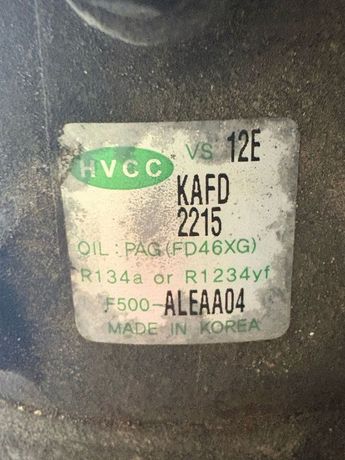 HVCC VS 12E
KAFD
2215
OIL : PAG (FD46XG)
R134a or R1234yf
F500-ALEAA04
MADE IN KOREA